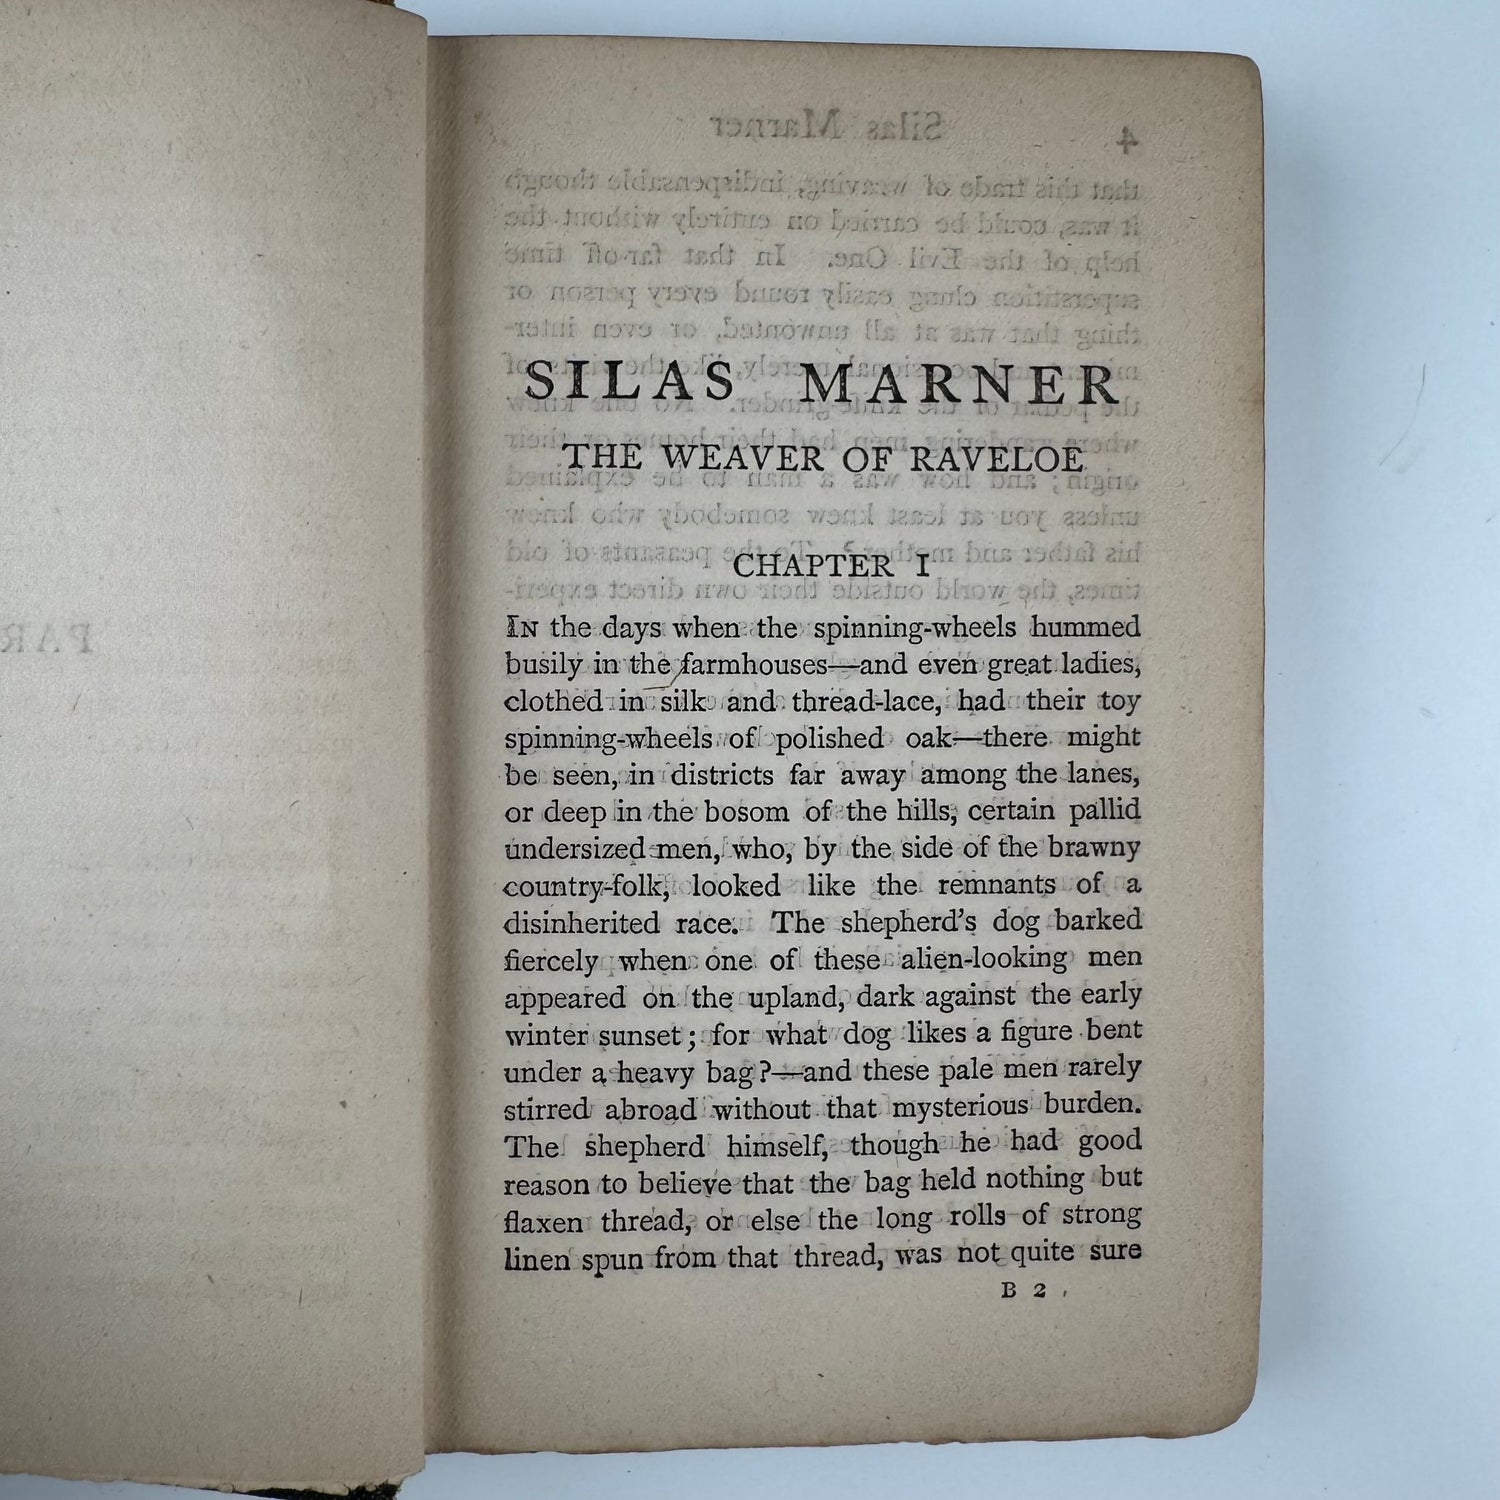 SILAS MARNER
THE WEAVER OF RAVELOE
CHAPTER I
IN the days when the spinning-wheels hummed
busily in the farmhouses—and even great ladies,
clothed in silk and thread-lace, had their toy
spinning-wheels of polished oak—there might
be seen, in districts far away among the lanes,
or deep in the bosom of the hills, certain pallid
undersized men, who, by the side of the brawny
country-folk, looked like the remnants of a
disinherited race. The shepherd's dog barked
fiercely when one of these alien-looking men
appeared on the upland, dark against the early
winter sunset; for what dog likes a figure bent
under a heavy bag?—and these pale men rarely
stirred abroad without that mysterious burden.
The shepherd himself, though he had good
reason to believe that the bag held nothing but
flaxen thread, or else the long rolls of strong
linen spun from that thread, was not quite sure
B 2